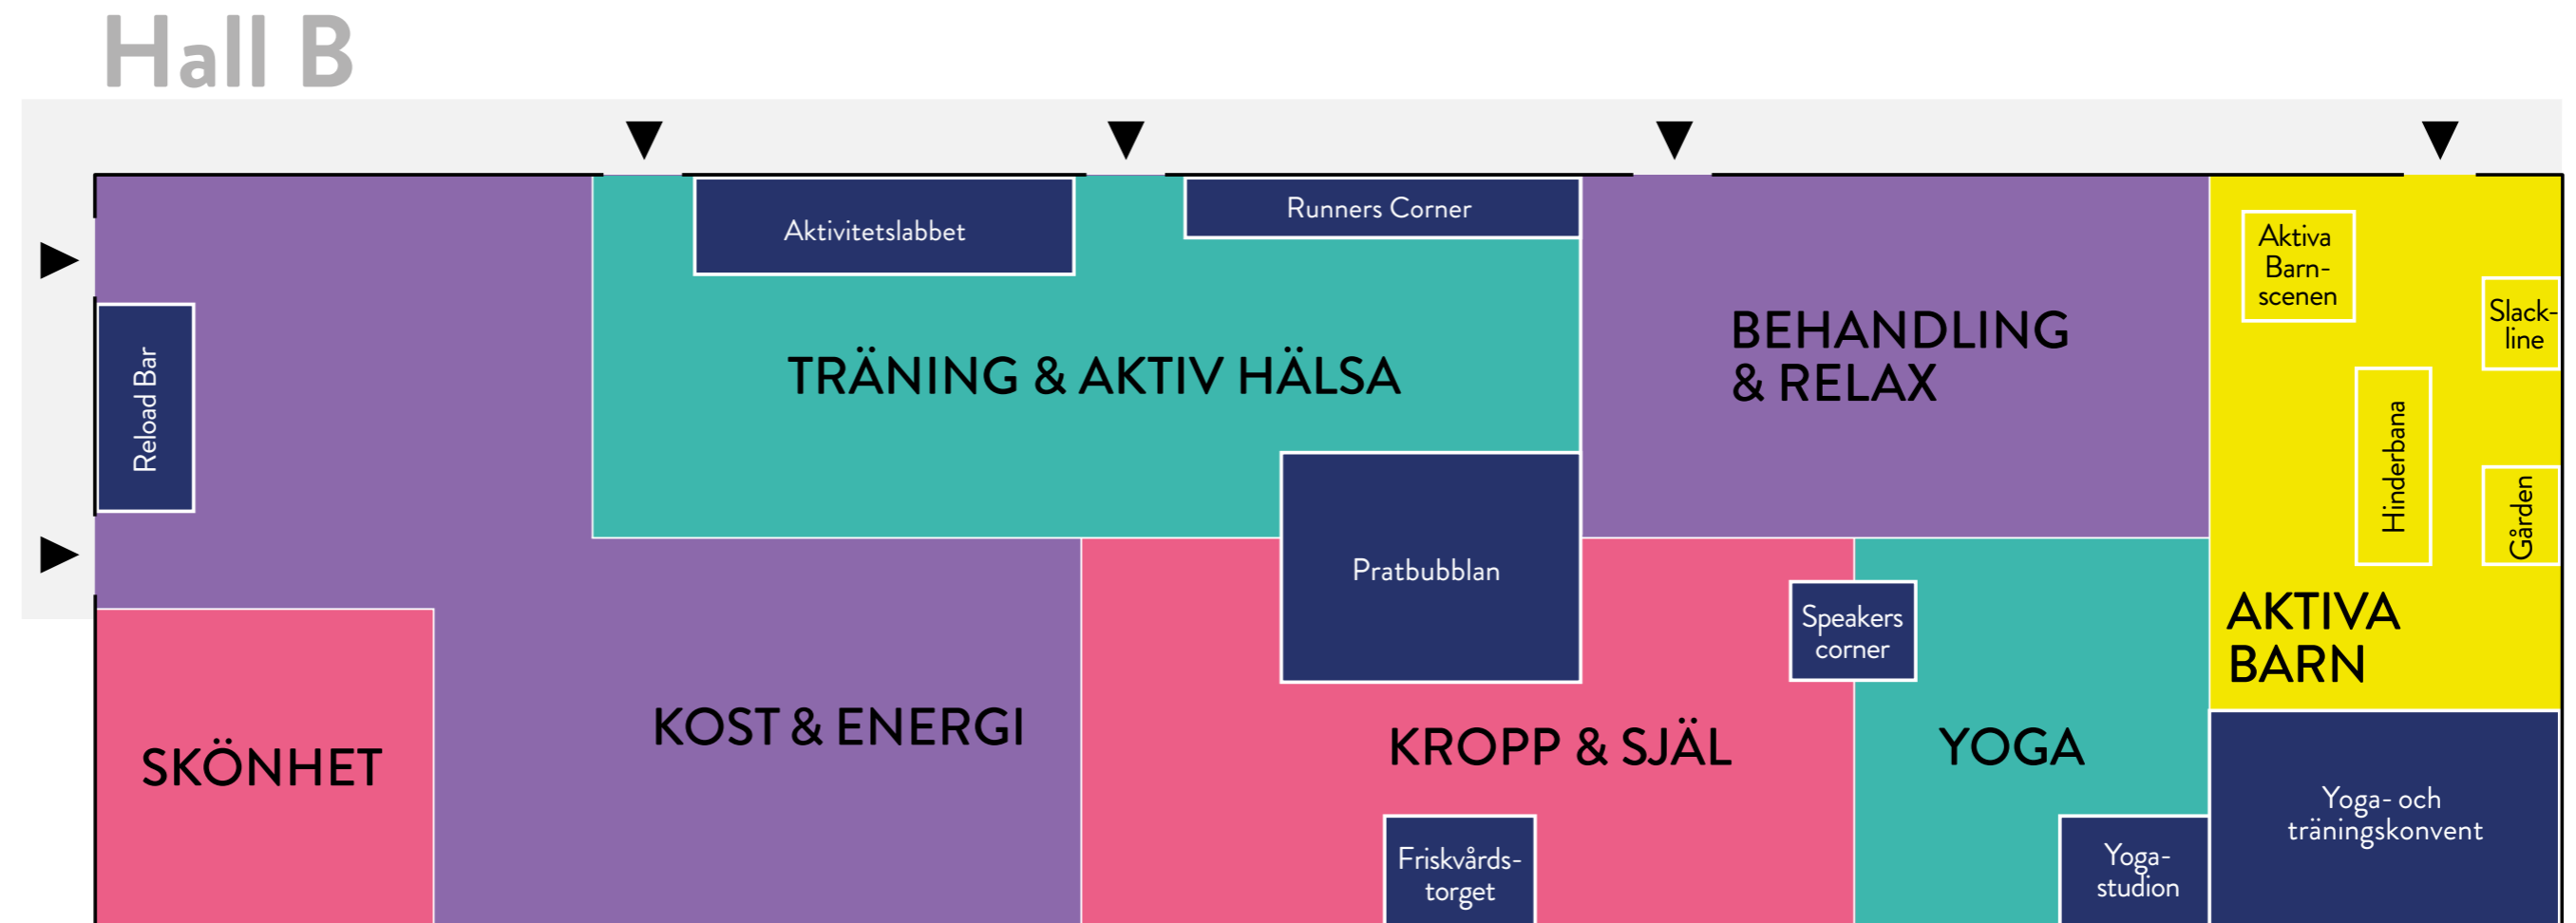 Hall B
Aktivitetslabbet
Runners Corner
Aktiva
Barn-
scenen
Slack-
line
Reload Bar
TRÄNING & AKTIV HÄLSA
BEHANDLING
& RELAX
Hinderbana
Gården
Pratbubblan
Speakers
corner
AKTIVA
BARN
SKÖNHET
KOST & ENERGI
KROPP & SJÄL
YOGA
Yoga- och
träningskonvent
Friskvårds-
torget
Yoga-
studion